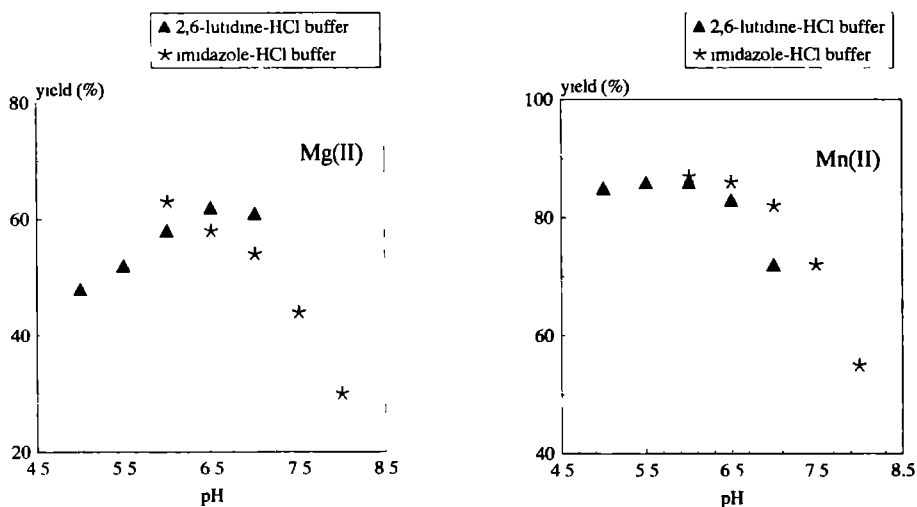 ▲ 2,6-lutidine-HCl buffer
★ imidazole-HCl buffer
yield (%)
80
60
40
20
Mg(II)
4 5 5 5 6 5 7 5 8 5
pH
▲ 2,6-lutidine-HCl buffer
★ imidazole-HCl buffer
yield (%)
100
80
60
40
Mn(II)
4 5 5 5 6 5 7 5 8 5
pH